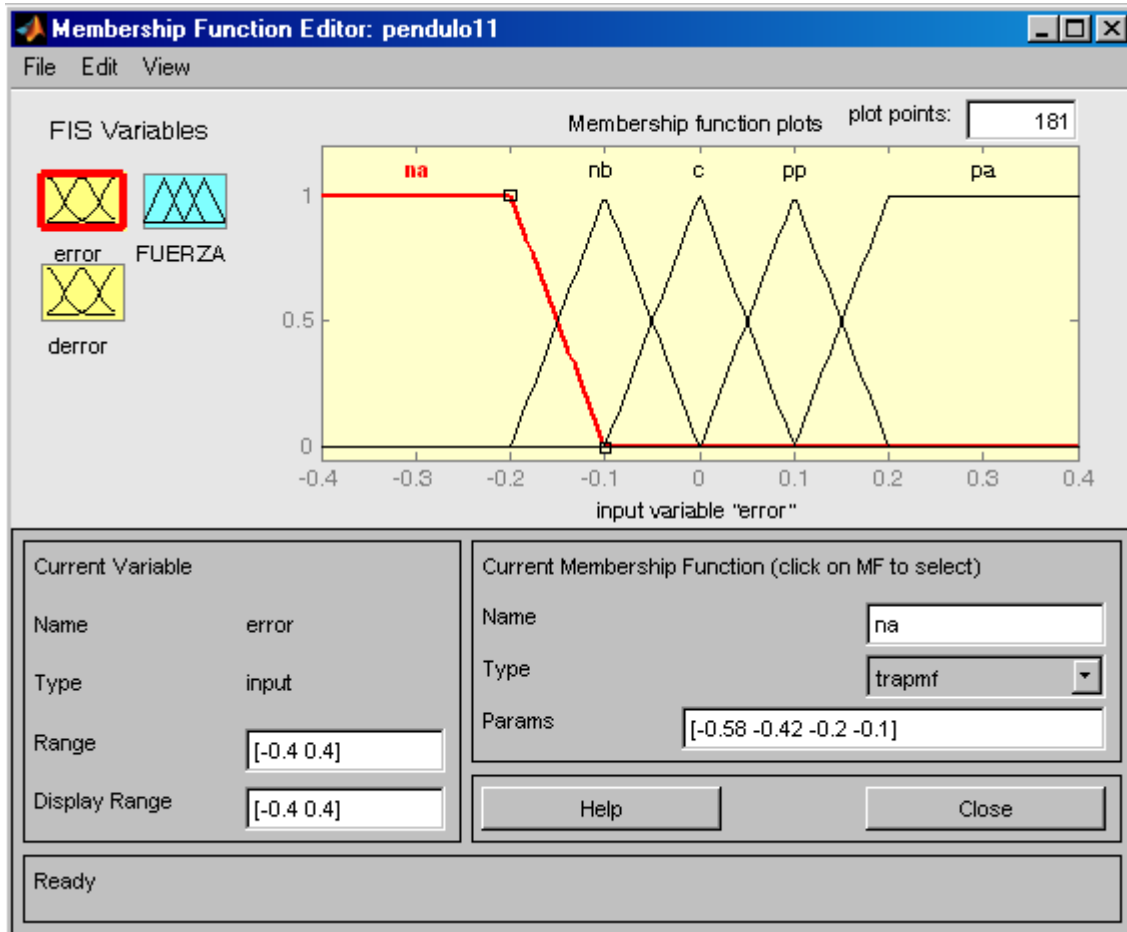 Membership Function Editor: pendulo11
File Edit View
FIS Variables
Membership function plots
plot points:
181
error
FUERZA
derror
na
nb
c
pp
pa
1
0.5
0
-0.4 -0.3 -0.2 -0.1 0 0.1 0.2 0.3 0.4
input variable "error"
Current Variable
Name error
Type input
Range [-0.4 0.4]
Display Range [-0.4 0.4]
Current Membership Function (click on MF to select)
Name na
Type trapmf
Params [-0.58 -0.42 -0.2 -0.1]
Help
Close
Ready